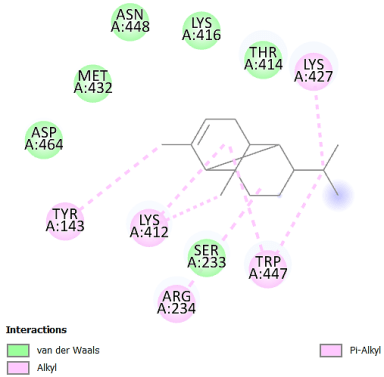 ASN
A:448
LYS
A:416
THR
A:414
LYS
A:427
MET
A:432
ASP
A:464
TYR
A:143
LYS
A:412
SER
A:233
TRP
A:447
ARG
A:234
Interactions
van der Waals
Alkyl
Pi-Alkyl